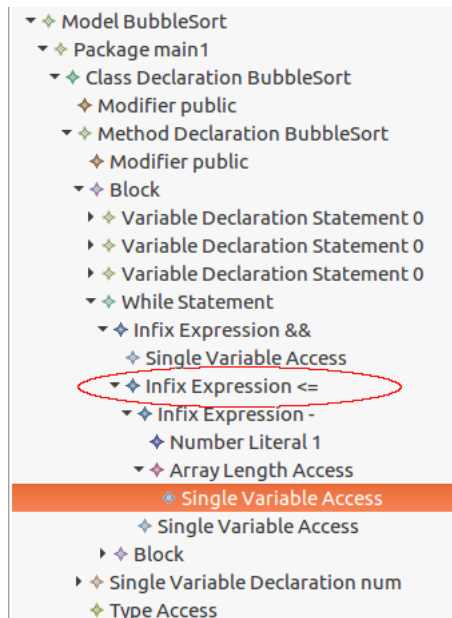 Model BubbleSort
Package main1
Class Declaration BubbleSort
Modifier public
Method Declaration BubbleSort
Modifier public
Block
Variable Declaration Statement 0
Variable Declaration Statement 0
Variable Declaration Statement 0
While Statement
Infix Expression &&
Single Variable Access
Infix Expression <=
Infix Expression -
Number Literal 1
Array Length Access
Single Variable Access
Single Variable Access
Block
Single Variable Declaration num
Type Access